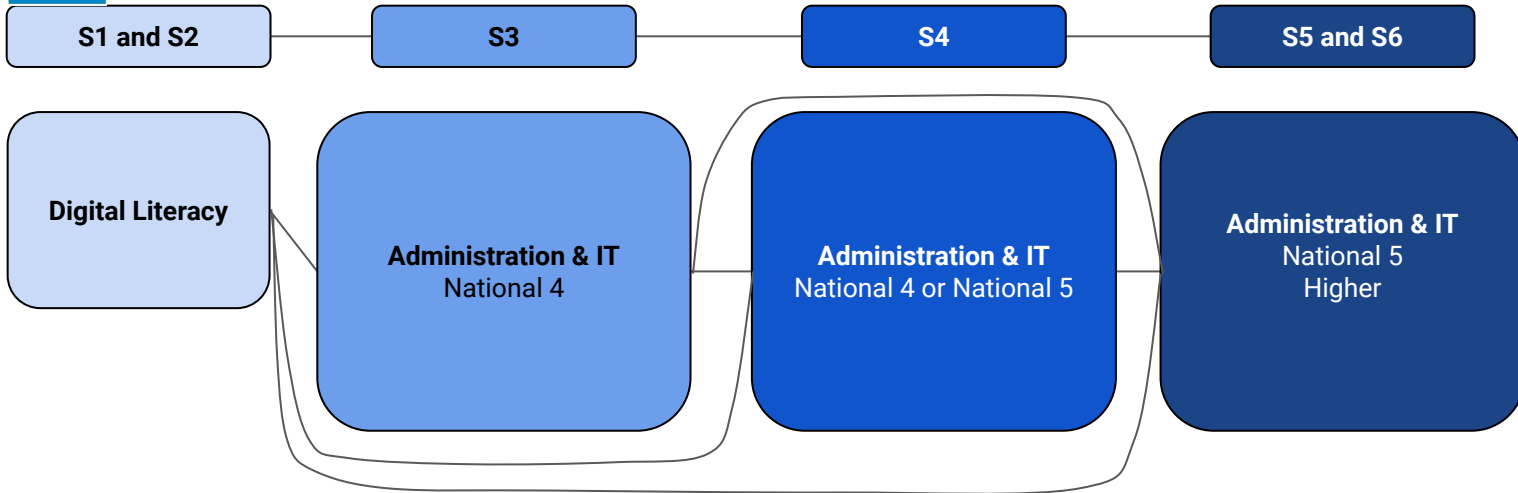 S1 and S2
S3
S4
S5 and S6
Digital Literacy
Administration & IT
National 4
Administration & IT
National 4 or National 5
Administration & IT
National 5
Higher